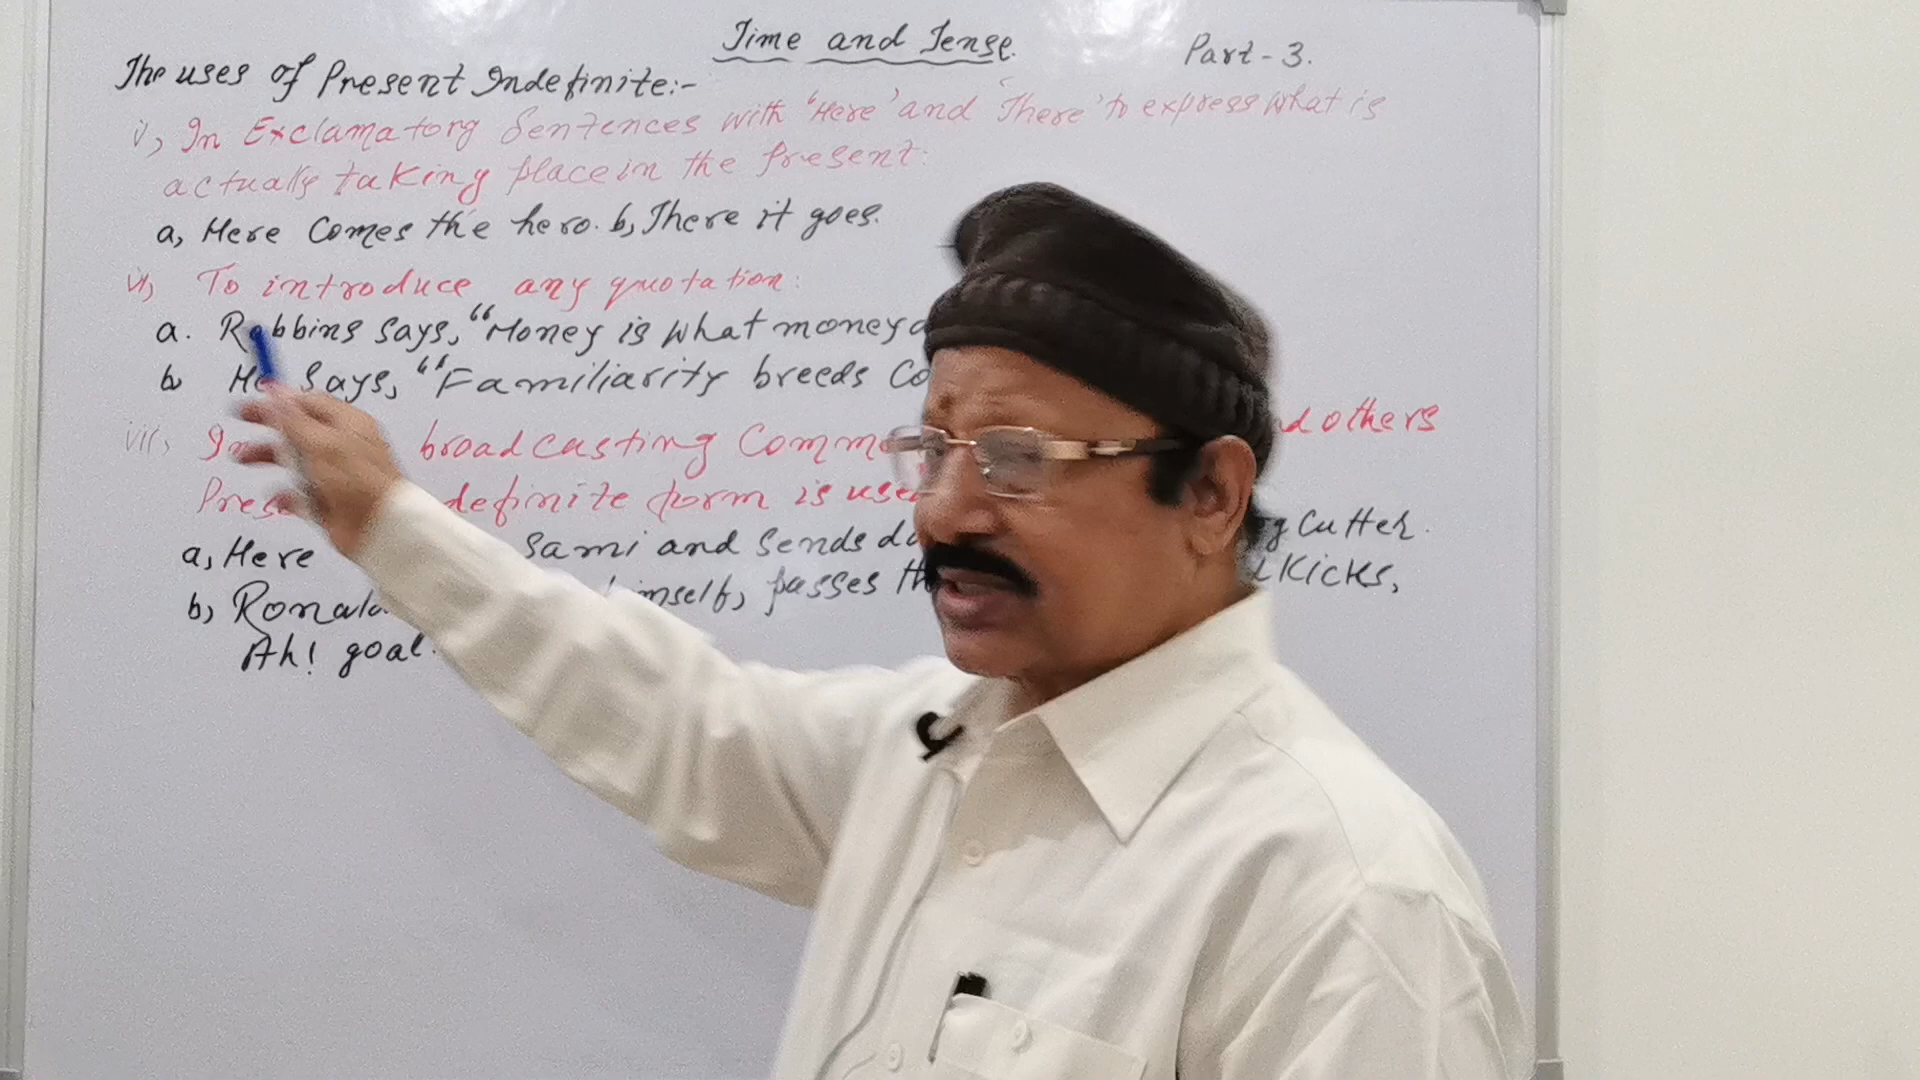 Time and Tense.
Part-3.
The uses of Present Indefinite:-
v, In Exclamatory Sentences with 'Here' and 'There' to express what is
actually taking place in the present:
a, Here Comes the hero. b, There it goes.
vi, To introduce any quotation:
a. Robbins says, "Money is what money
b He says, "Familiarity breeds
vii, broadcasting others
definite form is
a, Here Sami and Sends Cutter.
b, passes Kicks,
Ah! goal.